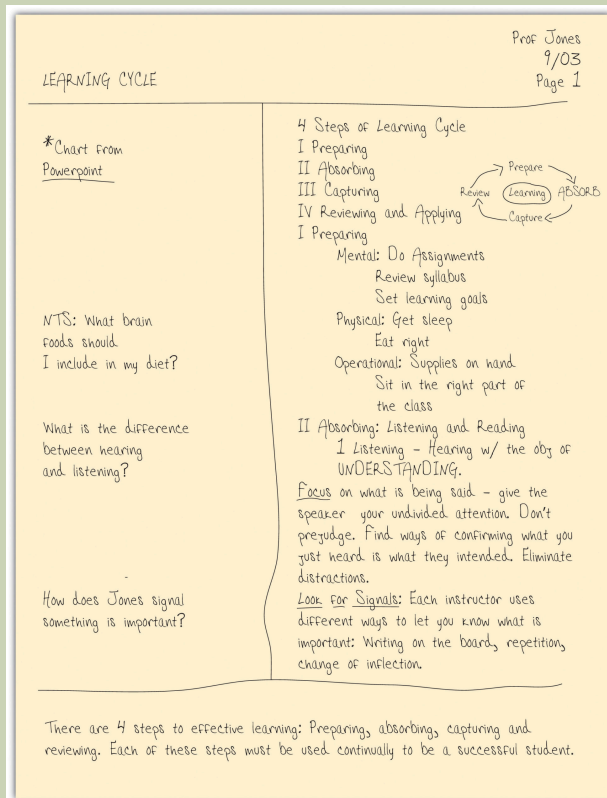 Prof Jones
9/03
LEARNING CYCLE
Page 1
*Chart from
Powerpoint
NTS: What brain
foods should
I include in my diet?
What is the difference
between hearing
and listening?
How does Jones signal
something is important?
4 Steps of Learning Cycle
I Preparing
II Absorbing
III Capturing
IV Reviewing and Applying
Prepare
Review
Learning
ABSORB
Capture
I Preparing
Mental: Do Assignments
Review syllabus
Set learning goals
Physical: Get sleep
Eat right
Operational: Supplies on hand
Sit in the right part of
the class
II Absorbing: Listening and Reading
1 Listening - Hearing w/ the obj of
UNDERSTANDING.
Focus on what is being said - give the
speaker your undivided attention. Don't
prejudge. Find ways of confirming what you
just heard is what they intended. Eliminate
distractions.
Look for Signals: Each instructor uses
different ways to let you know what is
important: Writing on the board, repetition,
change of inflection.
There are 4 steps to effective learning: Preparing, absorbing, capturing and
reviewing. Each of these steps must be used continually to be a successful student.